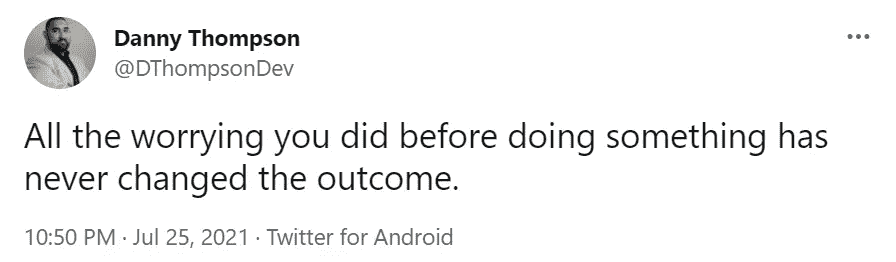 Danny Thompson
@DThompsonDev
All the worrying you did before doing something has
never changed the outcome.
10:50 PM · Jul 25, 2021 · Twitter for Android